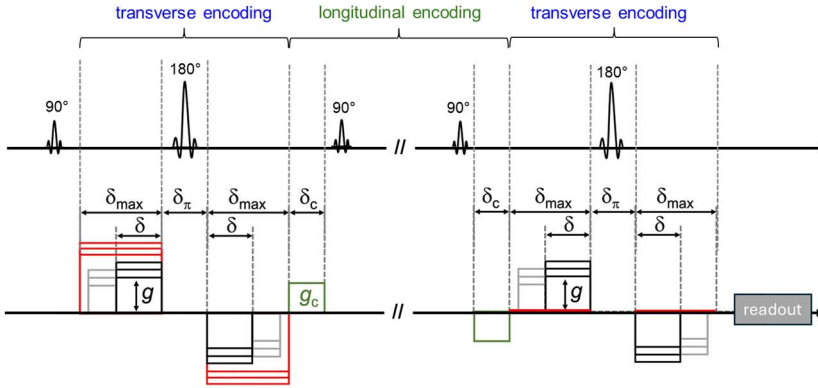 transverse encoding longitudinal encoding transverse encoding
180° 180°
90° 90° 90°
//
δmax δπ δmax δc δc δmax δπ δmax
δ δ δ δ
g gc g
//
readout